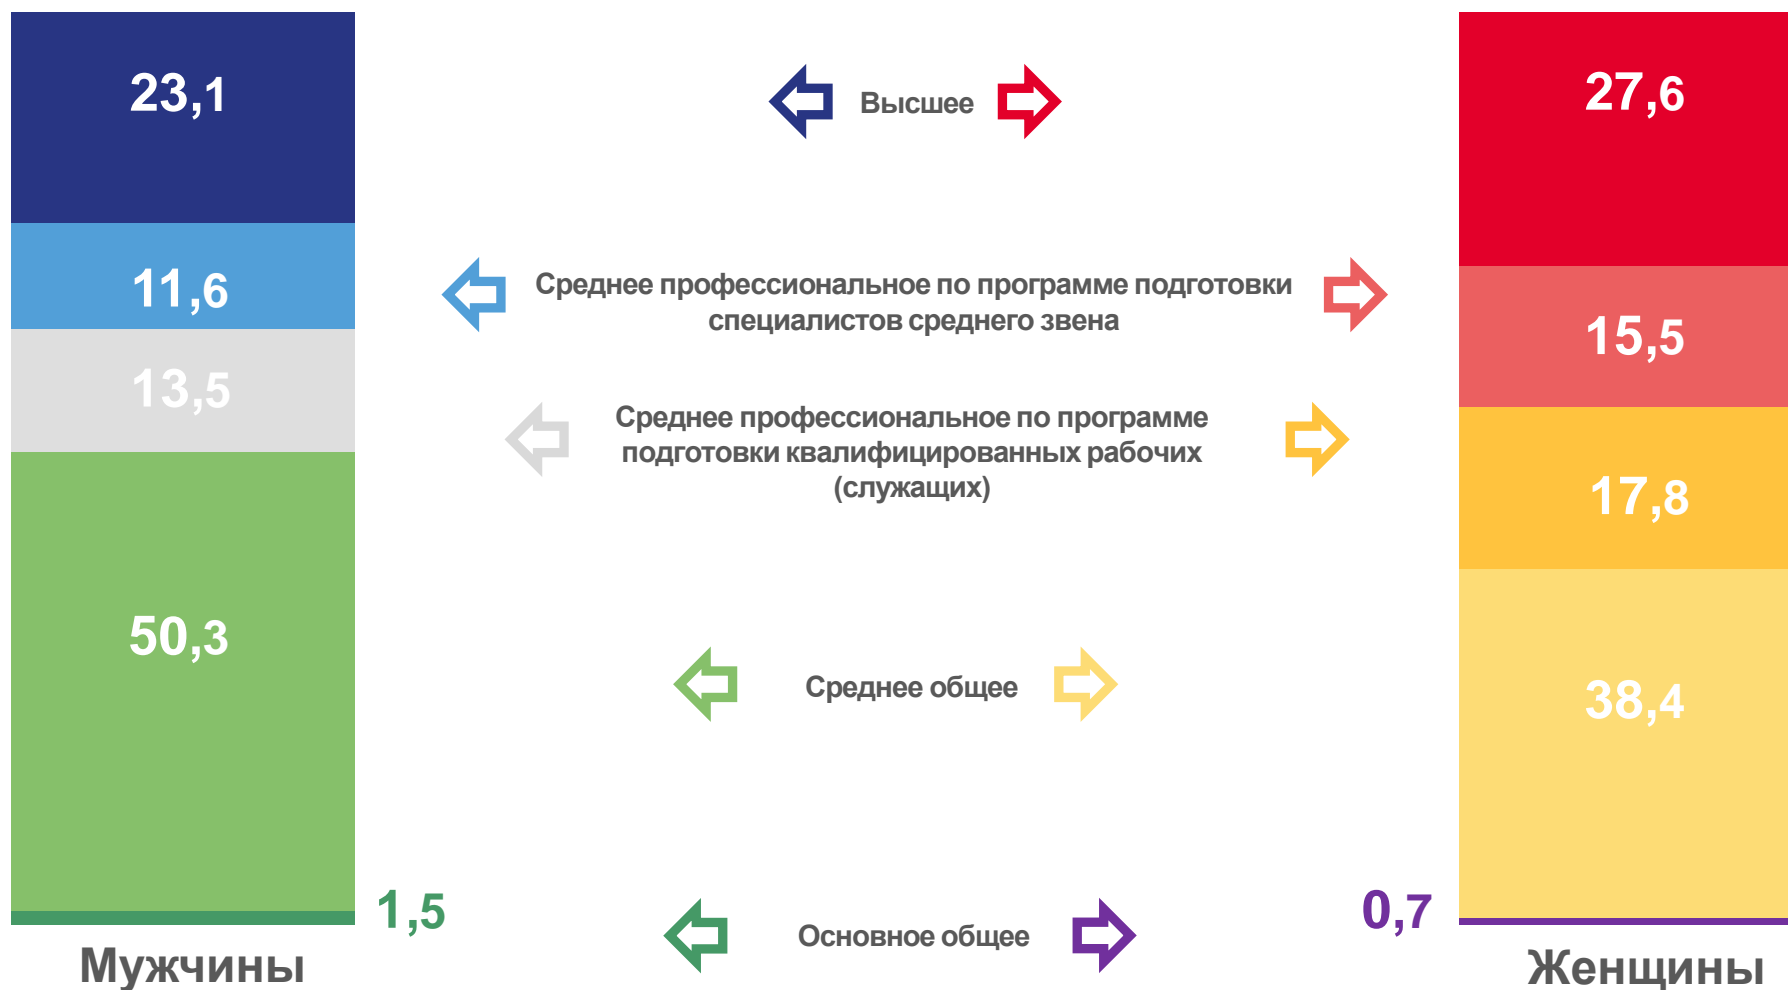 23,1
Высшее
27,6
11,6
Среднее профессиональное по программе подготовки
специалистов среднего звена
15,5
13,5
Среднее профессиональное по программе
подготовки квалифицированных рабочих
(служащих)
17,8
50,3
Среднее общее
38,4
1,5
Основное общее
0,7
Мужчины
Женщины